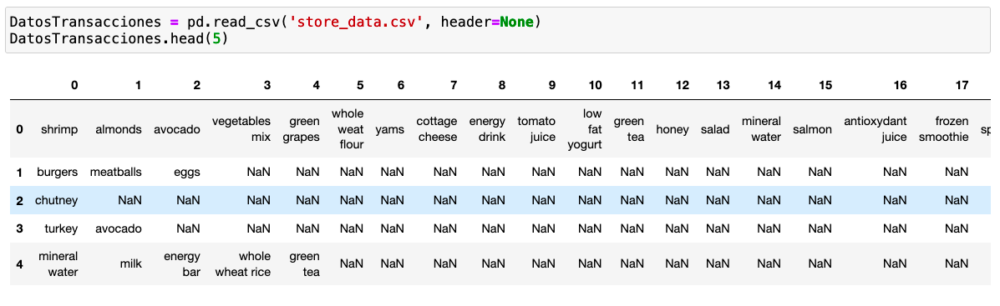 DatosTransacciones = pd.read_csv('store_data.csv', header=None)
DatosTransacciones.head(5)
0 1 2 3 4 5 6 7 8 9 10 11 12 13 14 15 16 17
0 shrimp almonds avocado vegetables mix green grapes whole weat flour yams cottage cheese energy drink tomato juice low fat yogurt green tea honey salad mineral water salmon antioxydant juice frozen smoothie sp
1 burgers meatballs eggs NaN NaN NaN NaN NaN NaN NaN NaN NaN NaN NaN NaN NaN NaN NaN
2 chutney NaN NaN NaN NaN NaN NaN NaN NaN NaN NaN NaN NaN NaN NaN NaN NaN NaN
3 turkey avocado NaN NaN NaN NaN NaN NaN NaN NaN NaN NaN NaN NaN NaN NaN NaN NaN
4 mineral water milk energy bar whole wheat rice green tea NaN NaN NaN NaN NaN NaN NaN NaN NaN NaN NaN NaN NaN